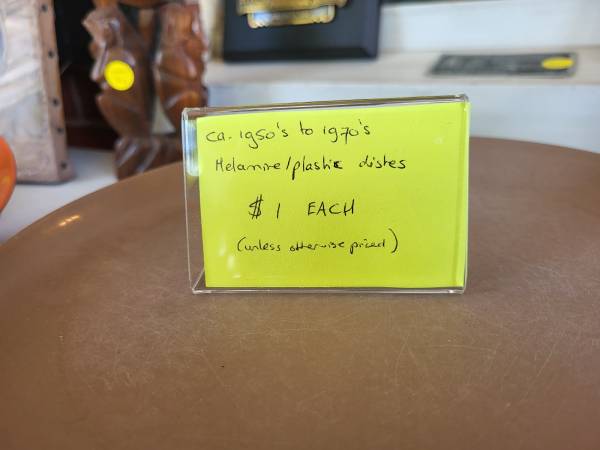 ca. 1950's to 1970's
Melamine/plastic dishes
$1 EACH
(unless otherwise priced)